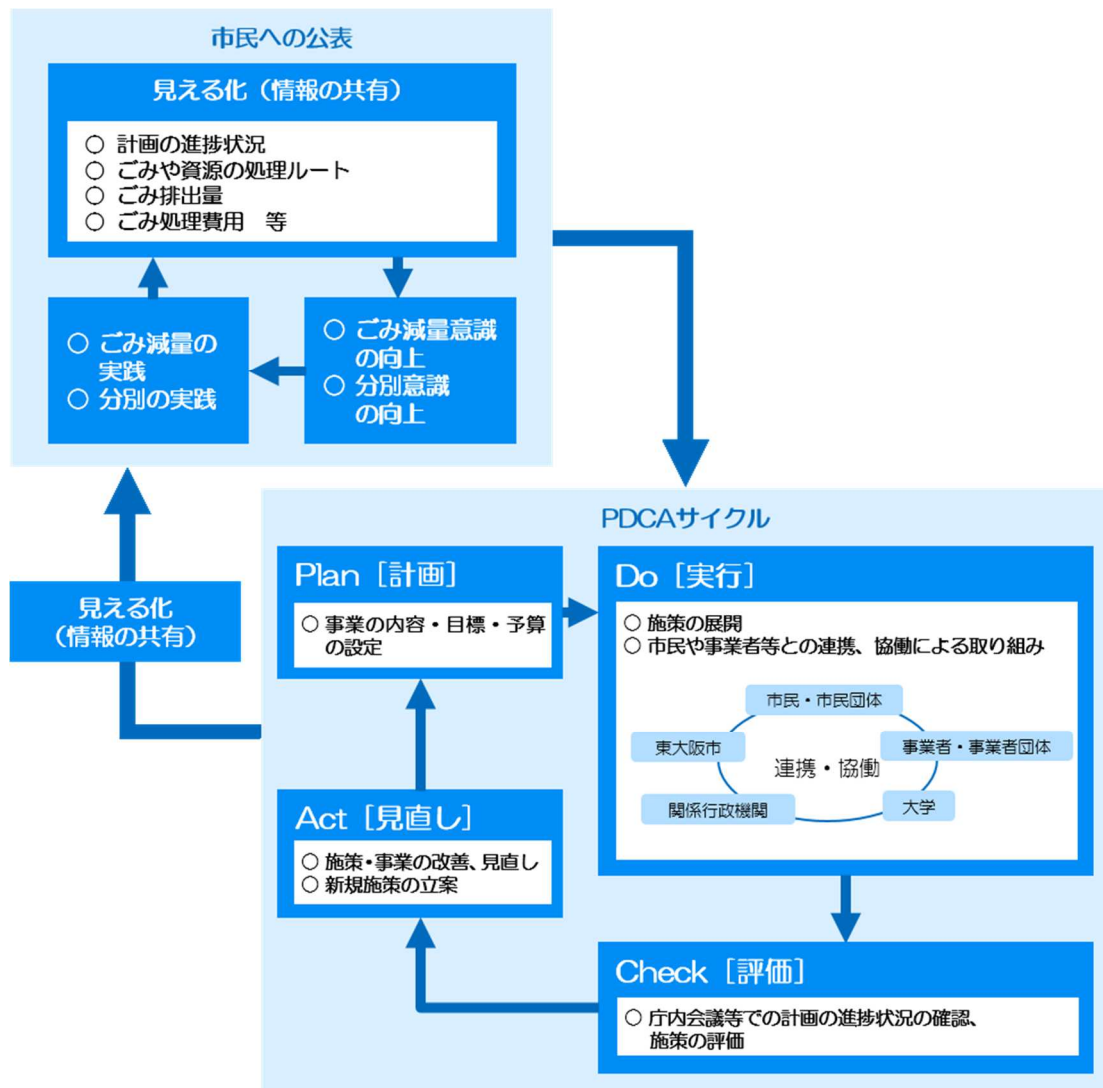 市民への公表
見える化（情報の共有）
○ 計画の進捗状況
○ ごみや資源の処理ルート
○ ごみ排出量
○ ごみ処理費用　等
○ ごみ減量の
実践
○ 分別の実践
○ ごみ減量意識
の向上
○ 分別意識
の向上
見える化
（情報の共有）
PDCAサイクル
Plan［計画］
○ 事業の内容・目標・予算
の設定
Do［実行］
○ 施策の展開
○ 市民や事業者等との連携、協働による取り組み
市民・市民団体
東大阪市
事業者・事業者団体
連携・協働
関係行政機関
大学
Act［見直し］
○ 施策・事業の改善、見直し
○ 新規施策の立案
Check［評価］
○ 庁内会議等での計画の進捗状況の確認、
施策の評価